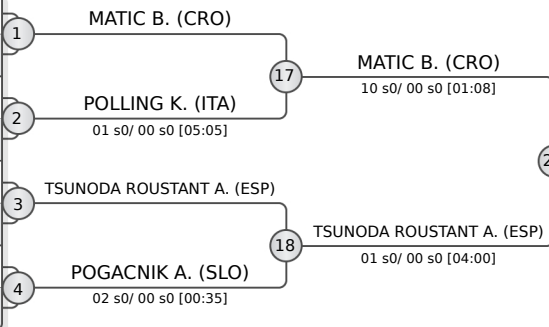 MATIC B. (CRO)
1
17
MATIC B. (CRO)
10 s0/ 00 s0 [01:08]
POLLING K. (ITA)
2
01 s0/ 00 s0 [05:05]
2
TSUNODA ROUSTANT A. (ESP)
3
18
TSUNODA ROUSTANT A. (ESP)
01 s0/ 00 s0 [04:00]
POGACNIK A. (SLO)
4
02 s0/ 00 s0 [00:35]